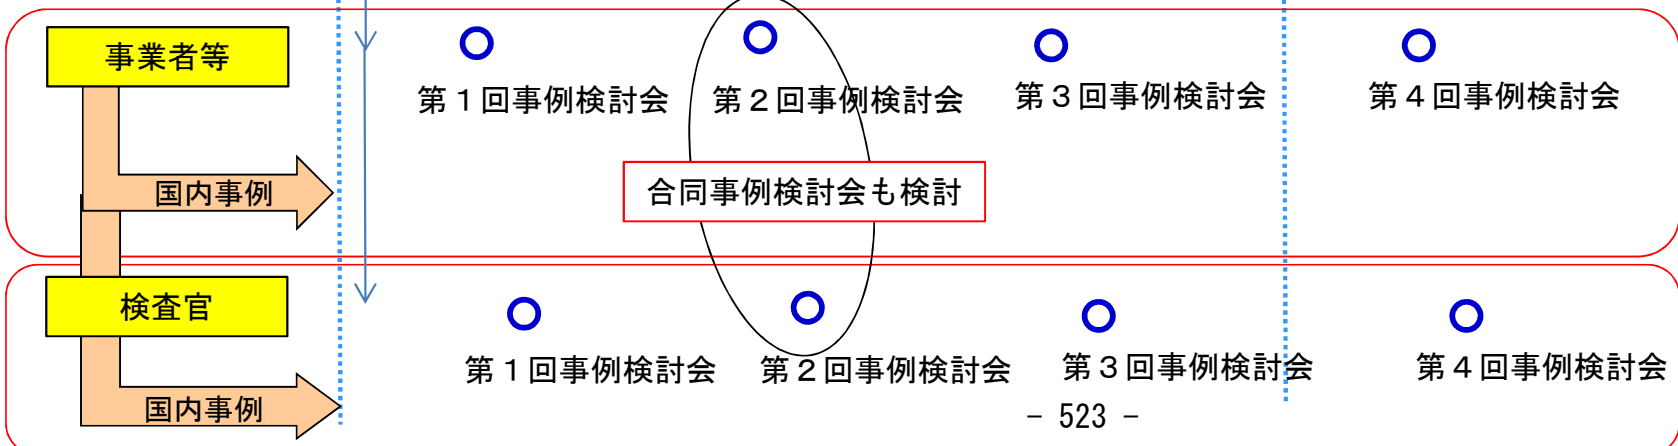 事業者等
第１回事例検討会
第２回事例検討会
第３回事例検討会
第４回事例検討会
国内事例
合同事例検討会も検討
検査官
第１回事例検討会
第２回事例検討会
第３回事例検討会
第４回事例検討会
国内事例
- 523 -